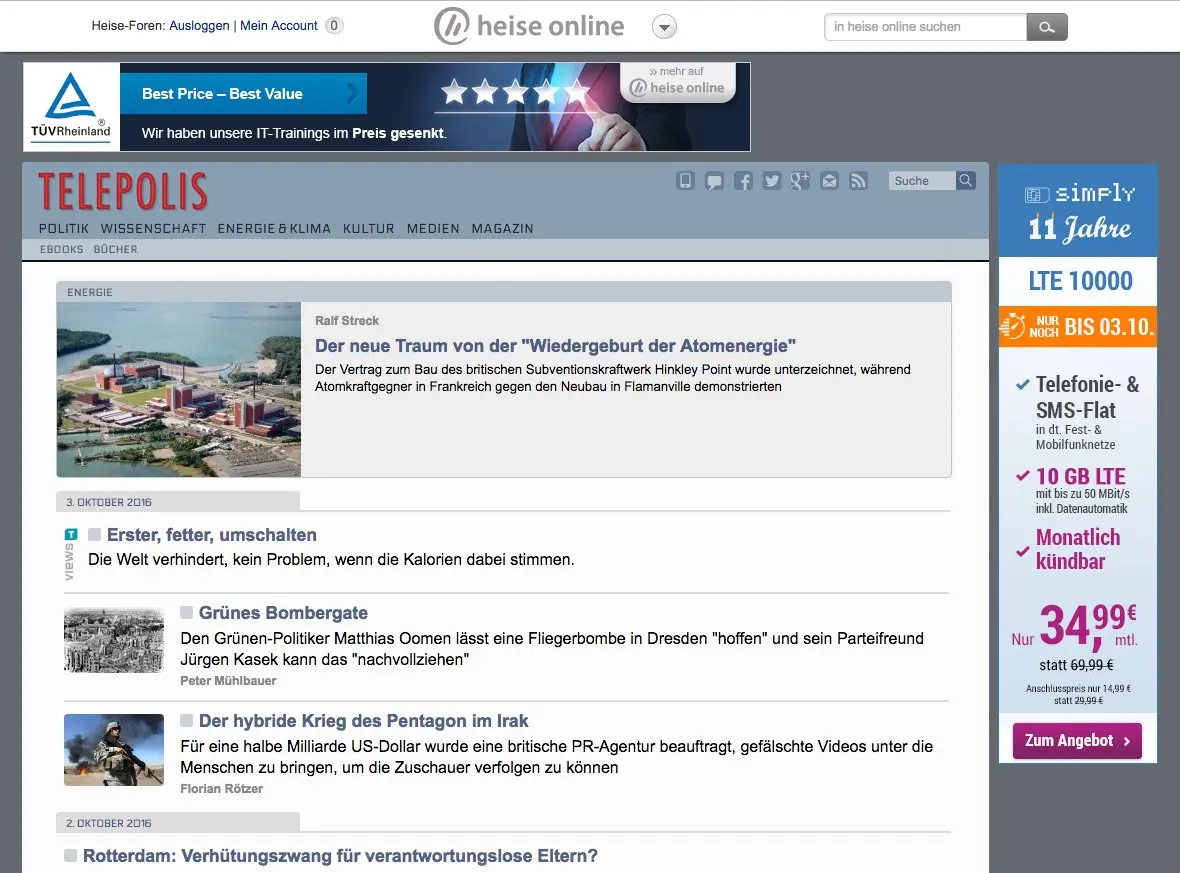 Heise-Foren: Ausloggen | Mein Account 0
heise online
in heise online suchen
TÜVRheinland®
Best Price – Best Value
Wir haben unsere IT-Trainings im Preis gesenkt.
» mehr auf
heise online
TELEPOLIS
Suche
POLITIK WISSENSCHAFT ENERGIE & KLIMA KULTUR MEDIEN MAGAZIN
EBOOKS BÜCHER
ENERGIE
Ralf Streck
Der neue Traum von der "Wiedergeburt der Atomenergie"
Der Vertrag zum Bau des britischen Subventionskraftwerk Hinkley Point wurde unterzeichnet, während
Atomkraftgegner in Frankreich gegen den Neubau in Flamanville demonstrierten
3. OKTOBER 2016
T
VIEWS
Erster, fetter, umschalten
Die Welt verhindert, kein Problem, wenn die Kalorien dabei stimmen.
Grünes Bombergate
Den Grünen-Politiker Matthias Oomen lässt eine Fliegerbombe in Dresden "hoffen" und sein Parteifreund
Jürgen Kasek kann das "nachvollziehen"
Peter Mühlbauer
Der hybride Krieg des Pentagon im Irak
Für eine halbe Milliarde US-Dollar wurde eine britische PR-Agentur beauftragt, gefälschte Videos unter die
Menschen zu bringen, um die Zuschauer verfolgen zu können
Florian Rötzer
2. OKTOBER 2016
Rotterdam: Verhütungszwang für verantwortungslose Eltern?
simply
11 Jahre
LTE 10000
NUR NOCH BIS 03.10.
Telefonie- &
SMS-Flat
in dt. Fest- &
Mobilfunknetze
10 GB LTE
mit bis zu 50 MBit/s
inkl. Datenautomatik
Monatlich
kündbar
Nur 34,99€ mtl.
statt 69,99 €
Anschlusspreis nur 14,99 €
statt 29,99 €
Zum Angebot ›